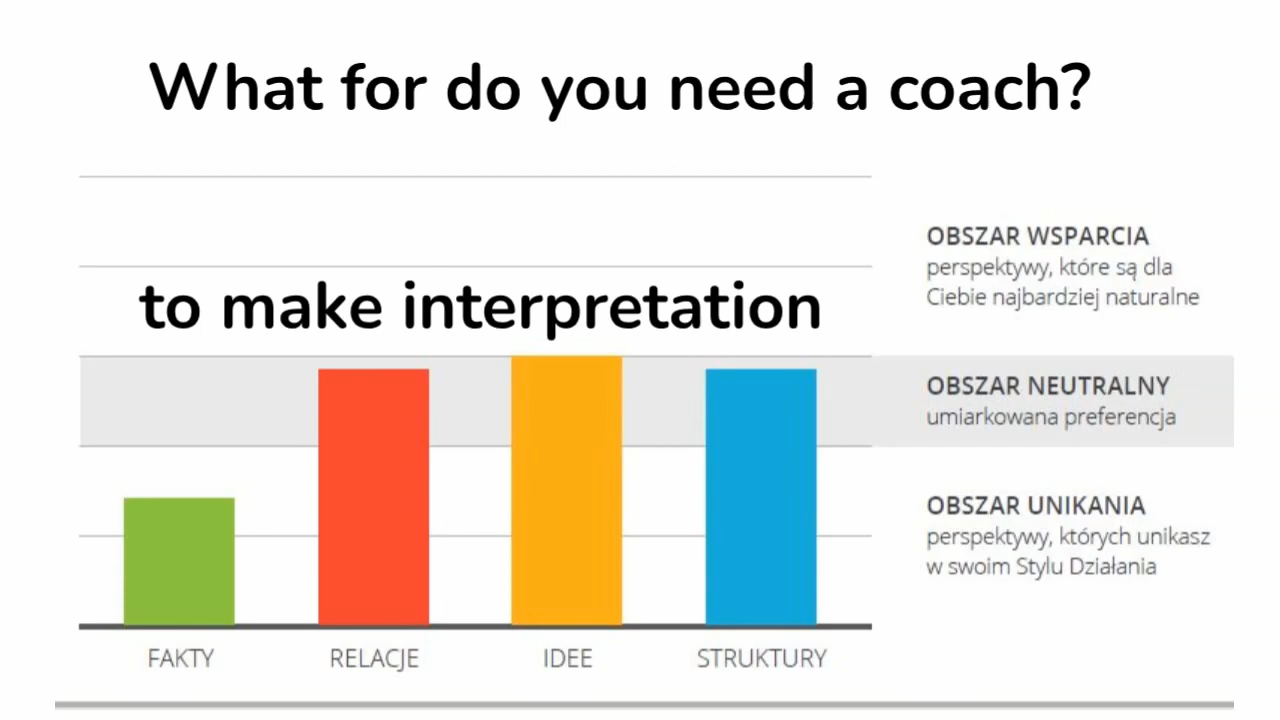 What for do you need a coach?
OBSZAR WSPARCIA
perspektywy, które są dla
Ciebie najbardziej naturalne
to make interpretation
OBSZAR NEUTRALNY
umiarkowana preferencja
OBSZAR UNIKANIA
perspektywy, których unikasz
w swoim Stylu Działania
FAKTY
RELACJE
IDEE
STRUKTURY